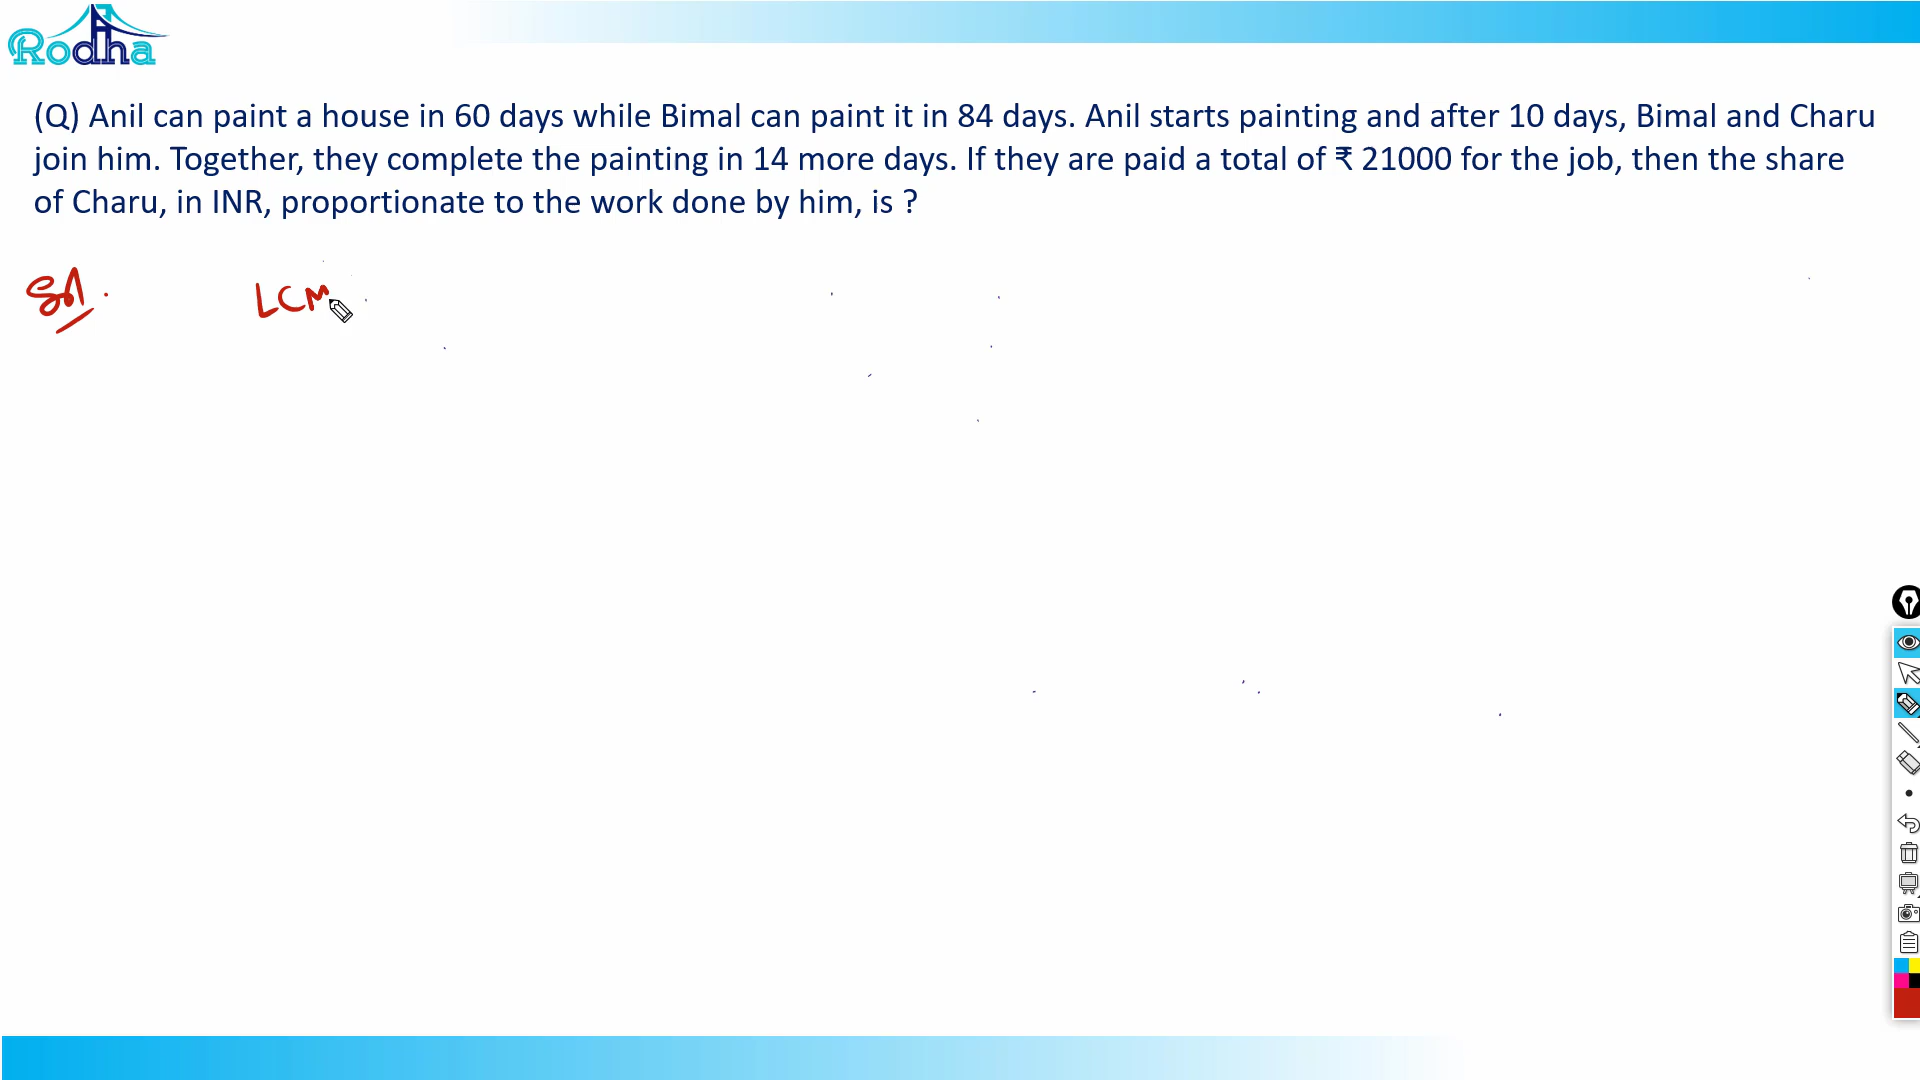 Rodha
(Q) Anil can paint a house in 60 days while Bimal can paint it in 84 days. Anil starts painting and after 10 days, Bimal and Charu
join him. Together, they complete the painting in 14 more days. If they are paid a total of ₹ 21000 for the job, then the share
of Charu, in INR, proportionate to the work done by him, is ?
Sol. LCM